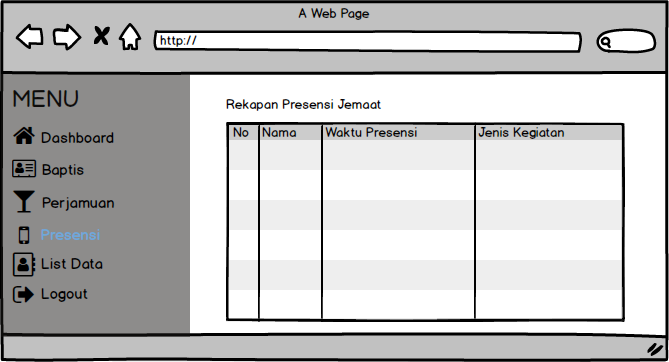 A Web Page
http://
MENU
Dashboard
Baptis
Perjamuan
Presensi
List Data
Logout
Rekapan Presensi Jemaat
No Nama Waktu Presensi Jenis Kegiatan